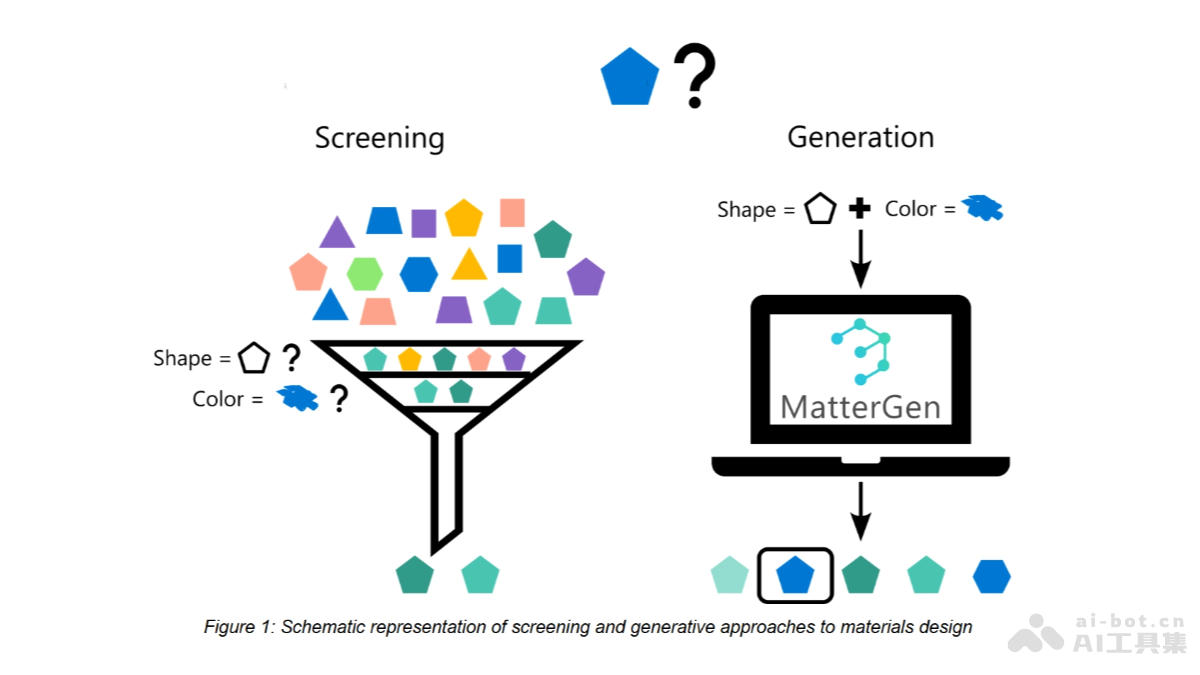 ?
Screening
Generation
Shape = + Color =
Shape = ?
Color = ?
MatterGen
Figure 1: Schematic representation of screening and generative approaches to materials design
ai-bot.cn
AI工具集